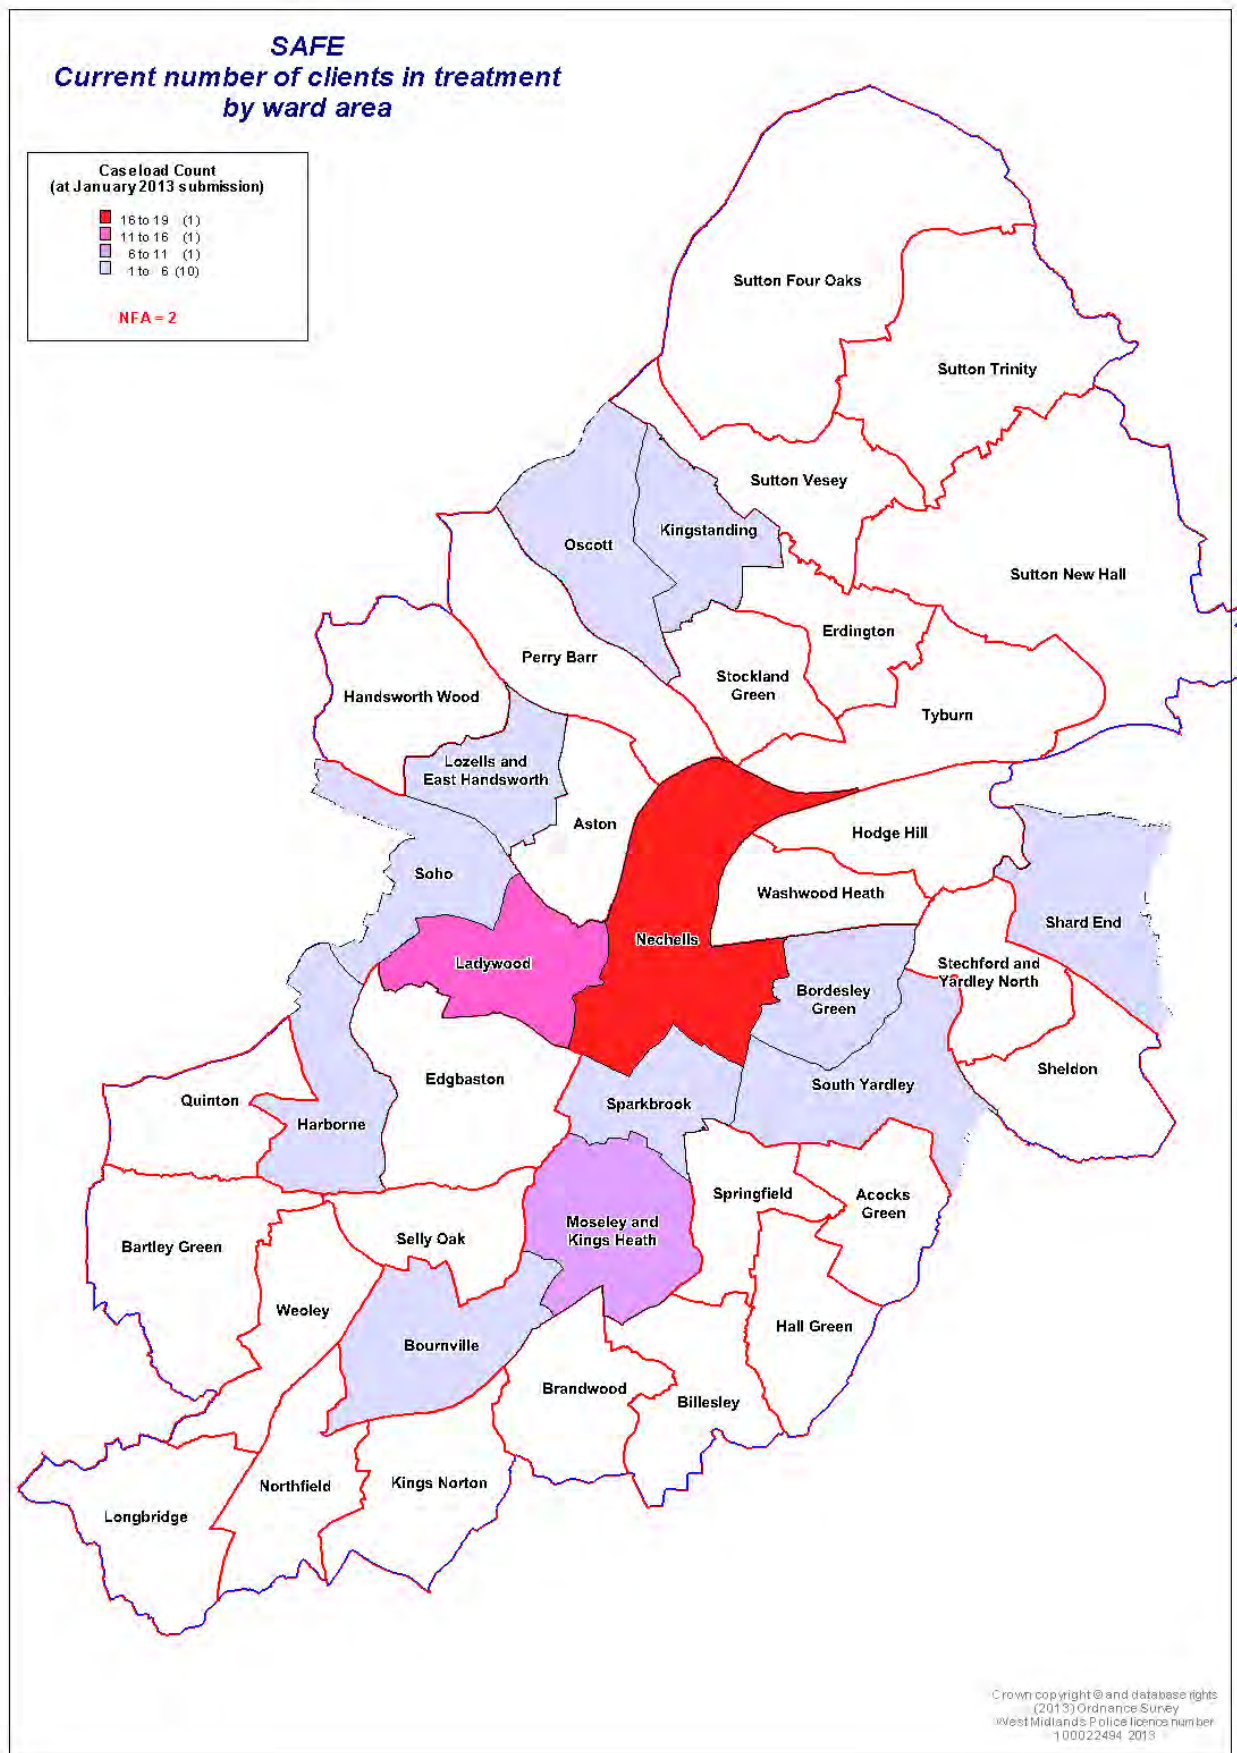 SAFE
Current number of clients in treatment
by ward area
Caseload Count
(at January 2013 submission)
16 to 19 (1)
11 to 16 (1)
6 to 11 (1)
1 to 6 (10)
NFA = 2
Sutton Four Oaks
Sutton Trinity
Sutton Vesey
Kingstanding
Oscott
Sutton New Hall
Erdington
Perry Barr
Stockland
Green
Handsworth Wood
Tyburn
Lozells and
East Handsworth
Aston
Hodge Hill
Soho
Washwood Heath
Shard End
Nechells
Ladywood
Stechford and
Yardley North
Bordesley
Green
Sheldon
Edgbaston
South Yardley
Quinton
Sparkbrook
Harborne
Springfield
Acocks
Green
Moseley and
Kings Heath
Selly Oak
Bartley Green
Weoley
Hall Green
Bournville
Brandwood
Billesley
Northfield
Kings Norton
Longbridge
Crown copyright © and database rights
(2013) Ordnance Survey
West Midlands Police licence number
100022494 2013